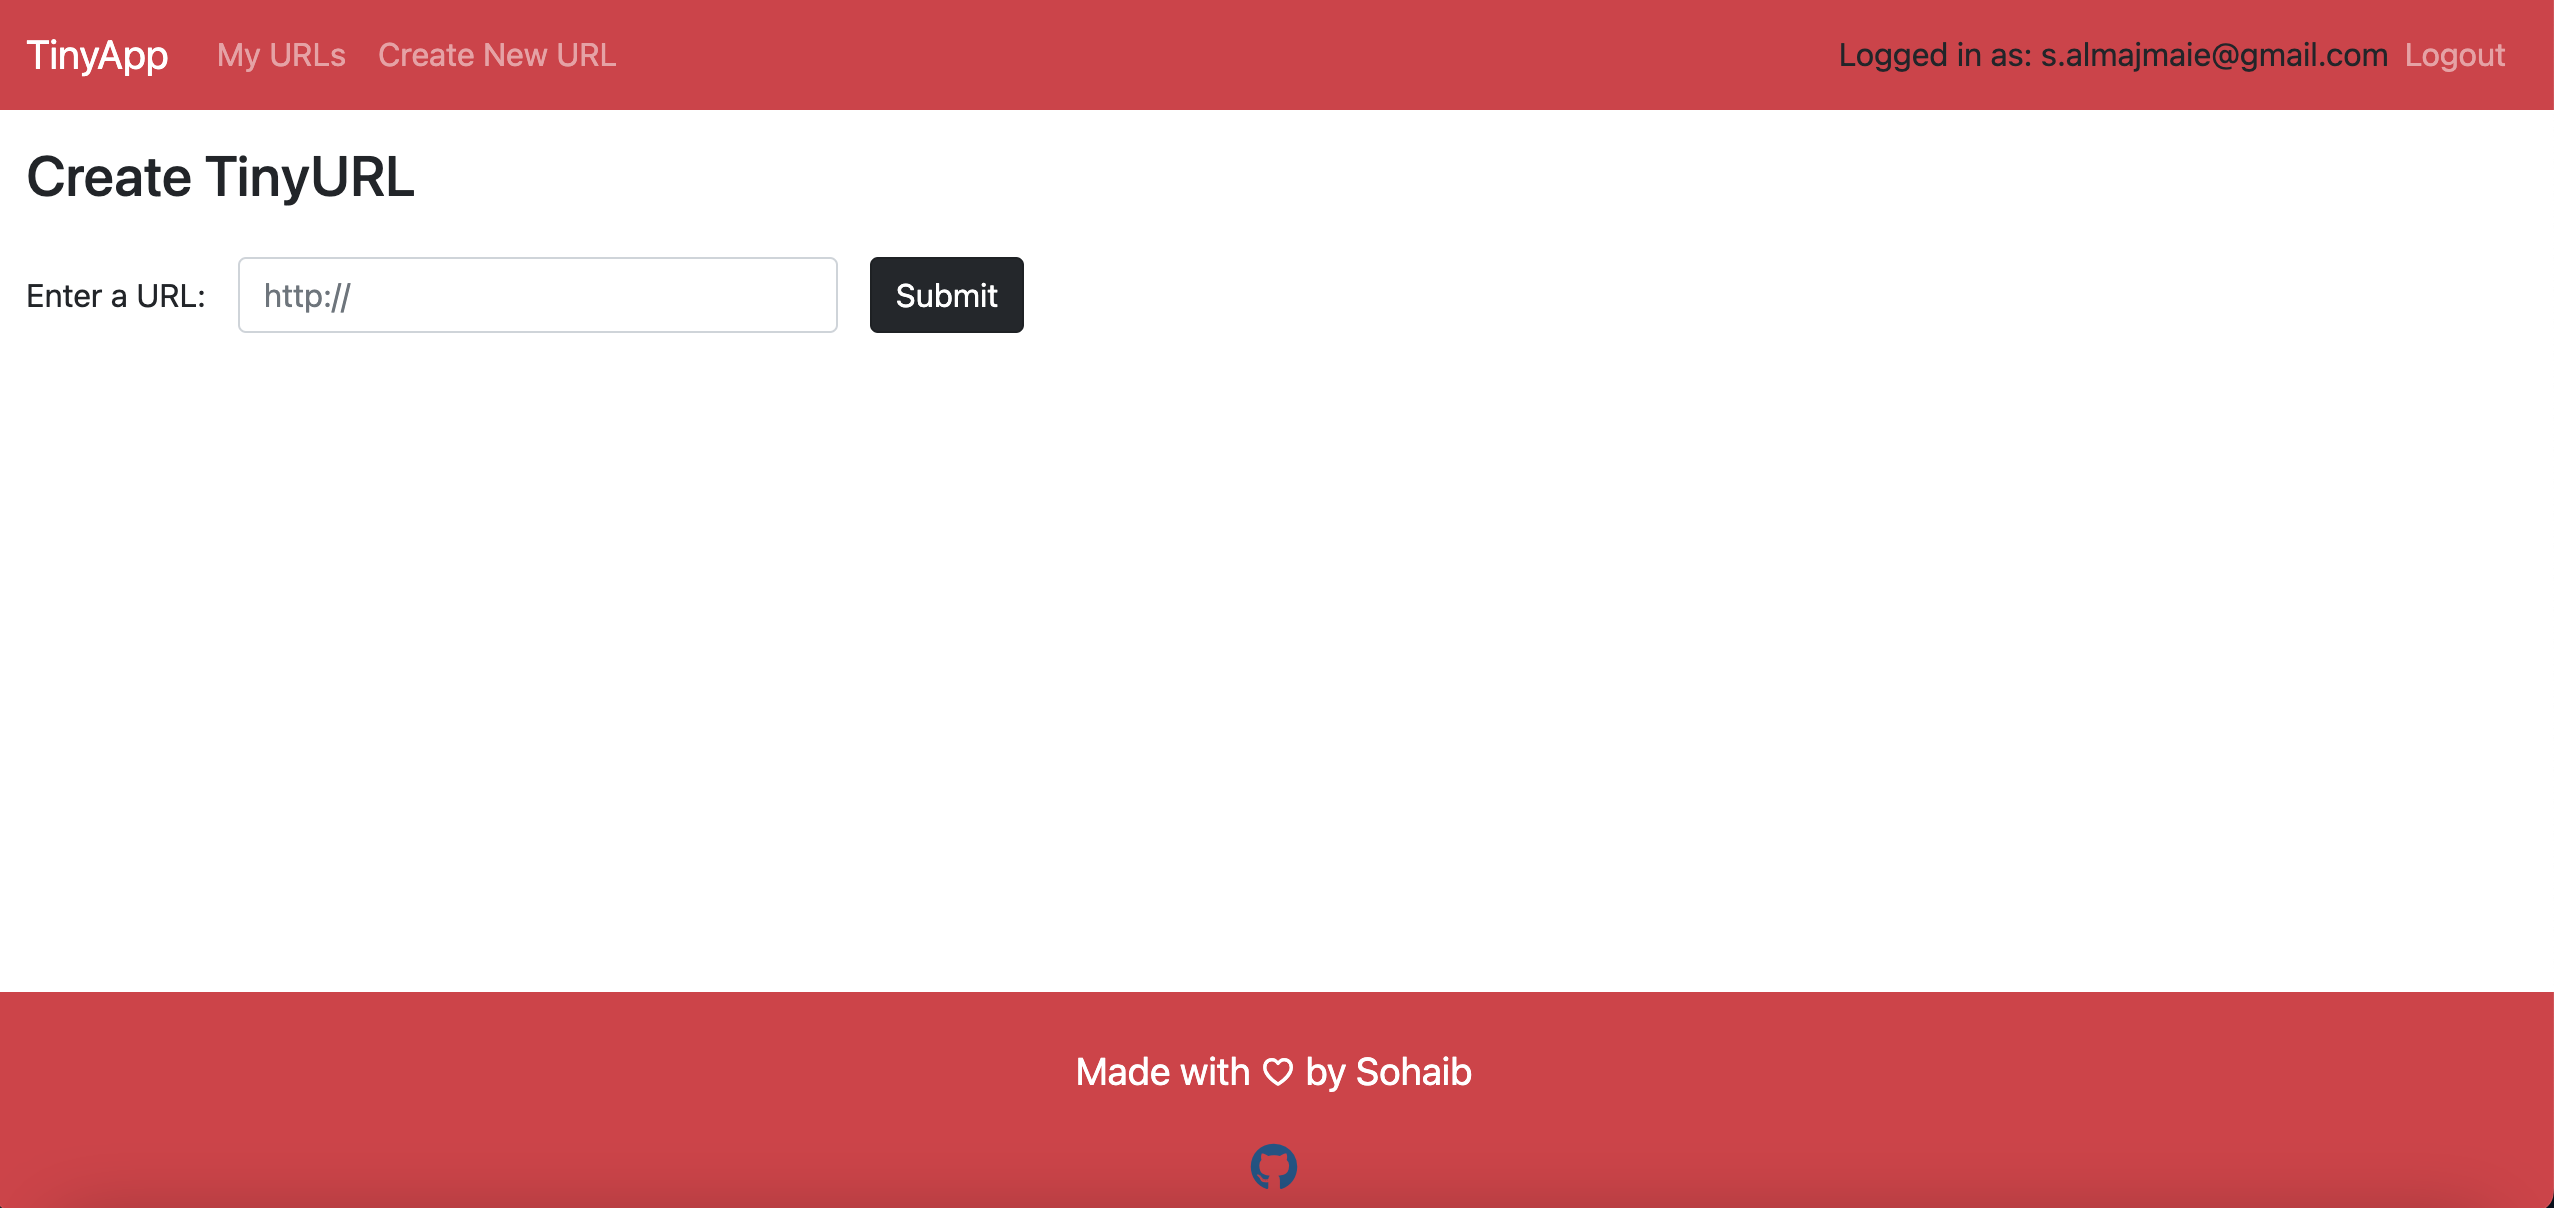 TinyApp My URLs Create New URL Logged in as: s.almajmaie@gmail.com Logout
Create TinyURL
Enter a URL: http:// Submit
Made with ♡ by Sohaib